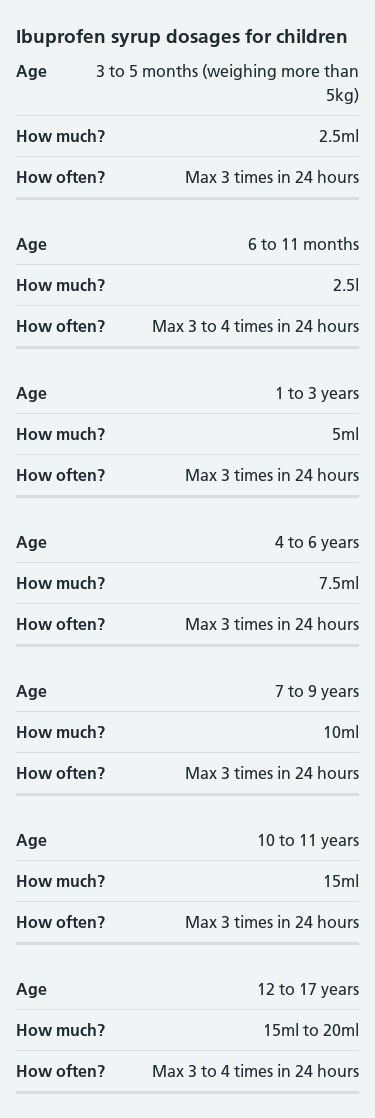 Ibuprofen syrup dosages for children
Age 3 to 5 months (weighing more than
5kg)
How much? 2.5ml
How often? Max 3 times in 24 hours
Age 6 to 11 months
How much? 2.5l
How often? Max 3 to 4 times in 24 hours
Age 1 to 3 years
How much? 5ml
How often? Max 3 times in 24 hours
Age 4 to 6 years
How much? 7.5ml
How often? Max 3 times in 24 hours
Age 7 to 9 years
How much? 10ml
How often? Max 3 times in 24 hours
Age 10 to 11 years
How much? 15ml
How often? Max 3 times in 24 hours
Age 12 to 17 years
How much? 15ml to 20ml
How often? Max 3 to 4 times in 24 hours